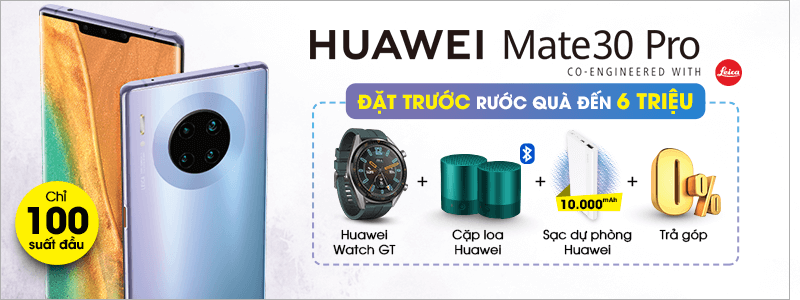 HUAWEI Mate30 Pro
CO-ENGINEERED WITH
Leica
ĐẶT TRƯỚC RƯỚC QUÀ ĐẾN 6 TRIỆU
Chỉ
100
suất đầu
10.000mAh
0%
Huawei
Watch GT
+
Cặp loa
Huawei
+
Sạc dự phòng
Huawei
+
Trả góp